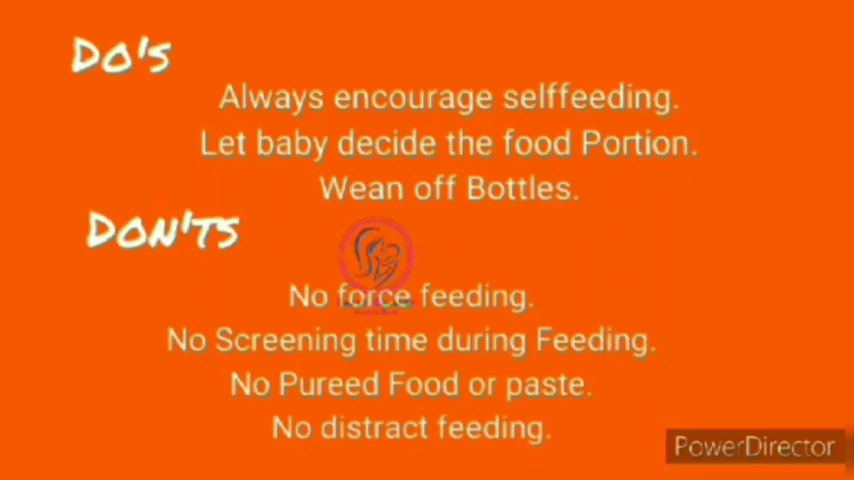 Do's
Always encourage selffeeding.
Let baby decide the food Portion.
Wean off Bottles.
Don'ts
No force feeding.
No Screening time during Feeding.
No Pureed Food or paste.
No distract feeding.
PowerDirector